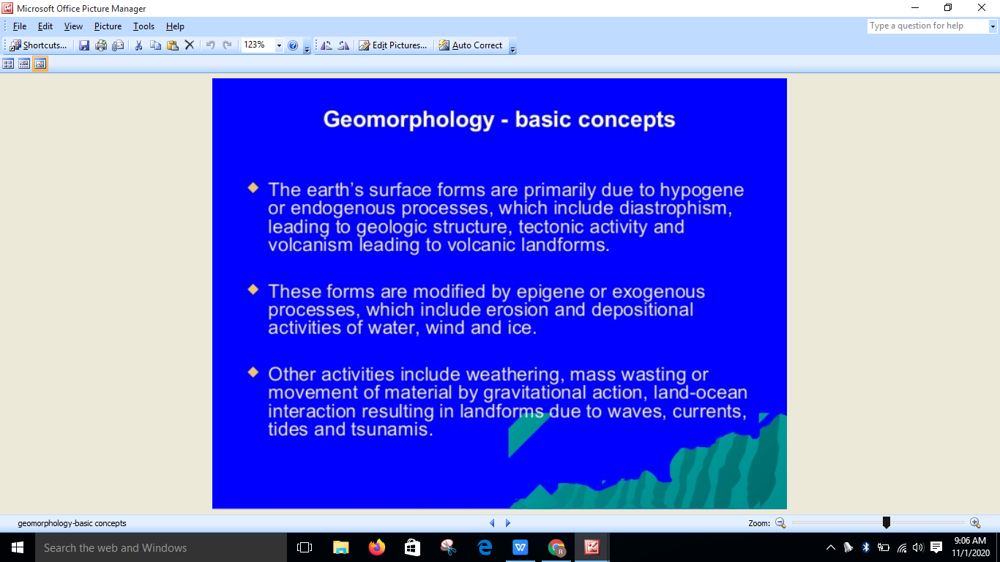 Microsoft Office Picture Manager
File Edit View Picture Tools Help
Type a question for help
Shortcuts...
123%
Edit Pictures...
Auto Correct
Geomorphology - basic concepts
The earth’s surface forms are primarily due to hypogene
or endogenous processes, which include diastrophism,
leading to geologic structure, tectonic activity and
volcanism leading to volcanic landforms.
These forms are modified by epigene or exogenous
processes, which include erosion and depositional
activities of water, wind and ice.
Other activities include weathering, mass wasting or
movement of material by gravitational action, land-ocean
interaction resulting in landforms due to waves, currents,
tides and tsunamis.
geomorphology-basic concepts
Zoom:
Search the web and Windows
9:06 AM
11/1/2020